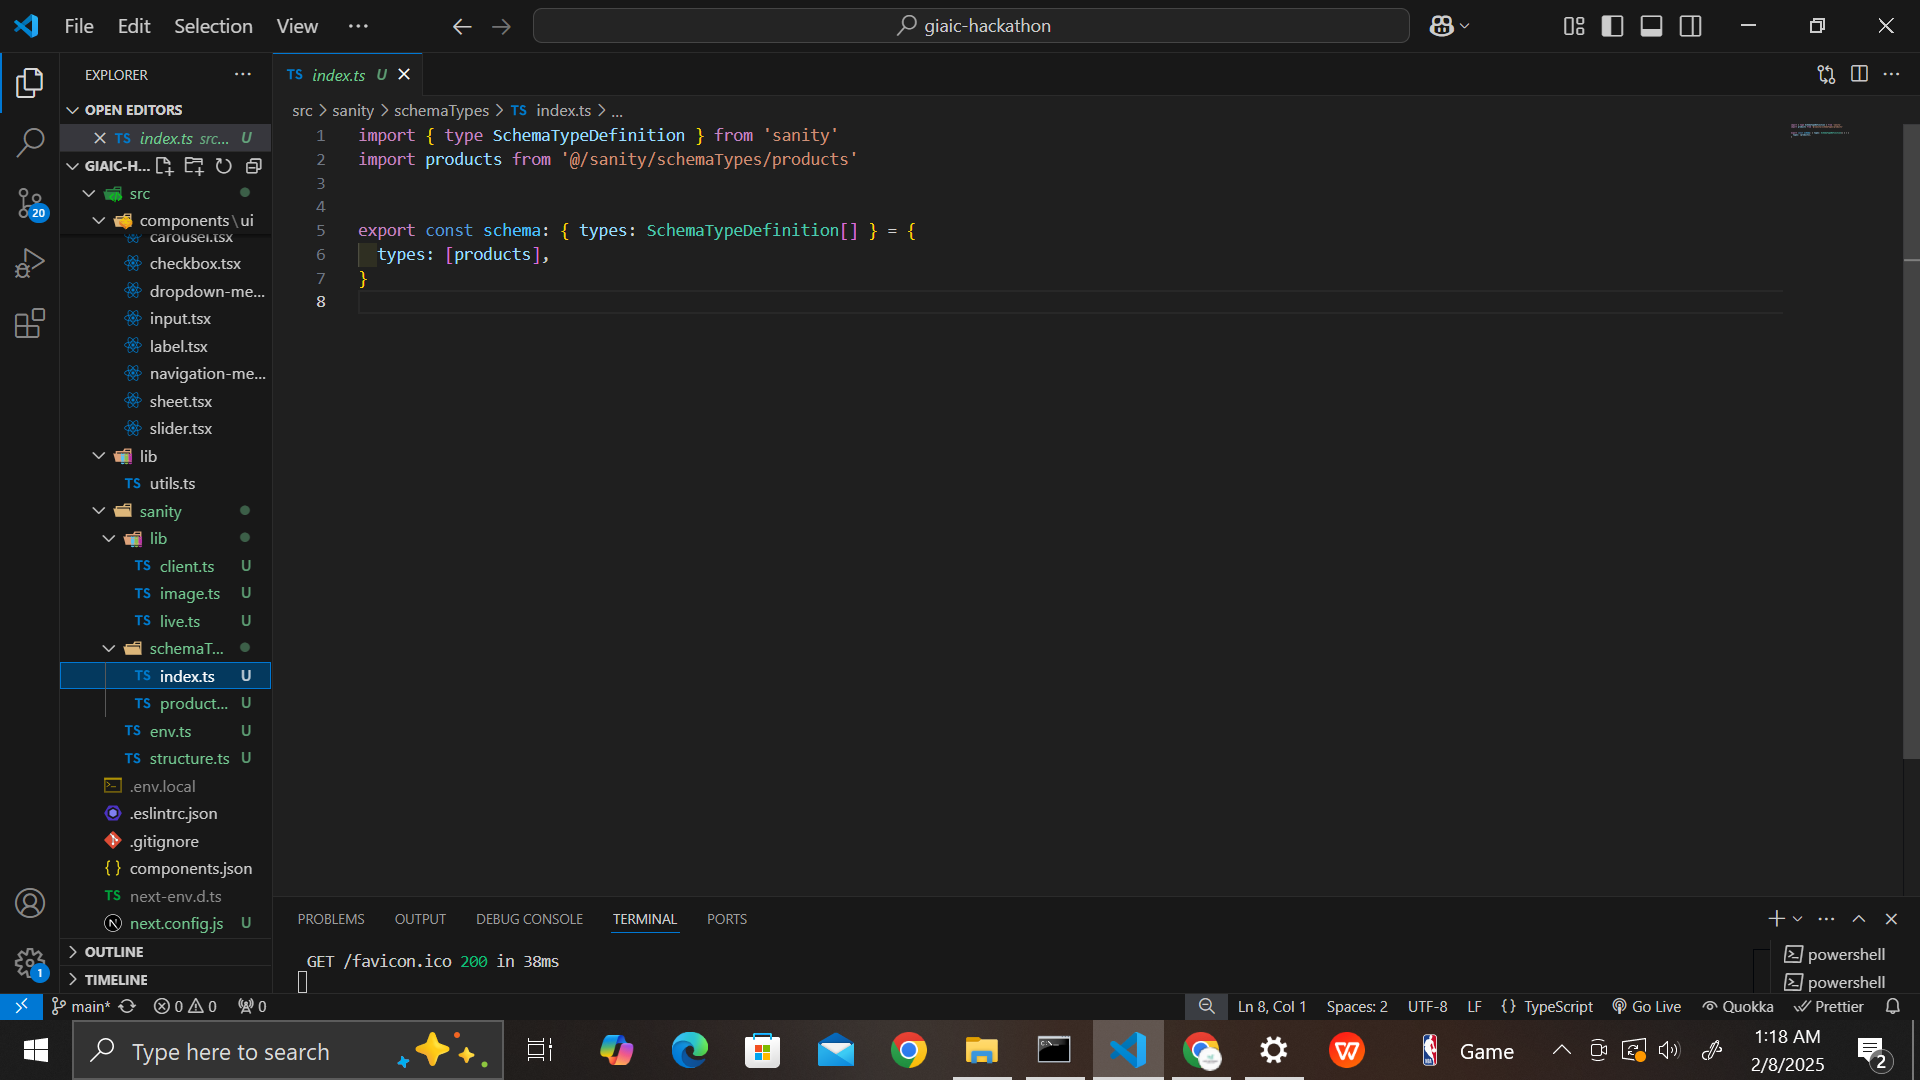 File Edit Selection View ···
giaic-hackathon
EXPLORER ···
OPEN EDITORS
TS index.ts src... U
GIAIC-H...
src
components\ui
carousel.tsx
checkbox.tsx
dropdown-me...
input.tsx
label.tsx
navigation-me...
sheet.tsx
slider.tsx
lib
TS utils.ts
sanity
lib
TS client.ts U
TS image.ts U
TS live.ts U
schemaT...
TS index.ts U
TS product... U
TS env.ts U
TS structure.ts U
.env.local
.eslintrc.json
.gitignore
{} components.json
TS next-env.d.ts
N next.config.js U
OUTLINE
TIMELINE
20
1
TS index.ts U
src > sanity > schemaTypes > TS index.ts > ...
1 import { type SchemaTypeDefinition } from 'sanity'
2 import products from '@/sanity/schemaTypes/products'
3
4
5 export const schema: { types: SchemaTypeDefinition[] } = {
6 types: [products],
7 }
8
PROBLEMS OUTPUT DEBUG CONSOLE TERMINAL PORTS
GET /favicon.ico 200 in 38ms
powershell
powershell
main* 0 0 0
Ln 8, Col 1 Spaces: 2 UTF-8 LF {} TypeScript Go Live Quokka Prettier
Type here to search
W
Game
1:18 AM
2/8/2025
2